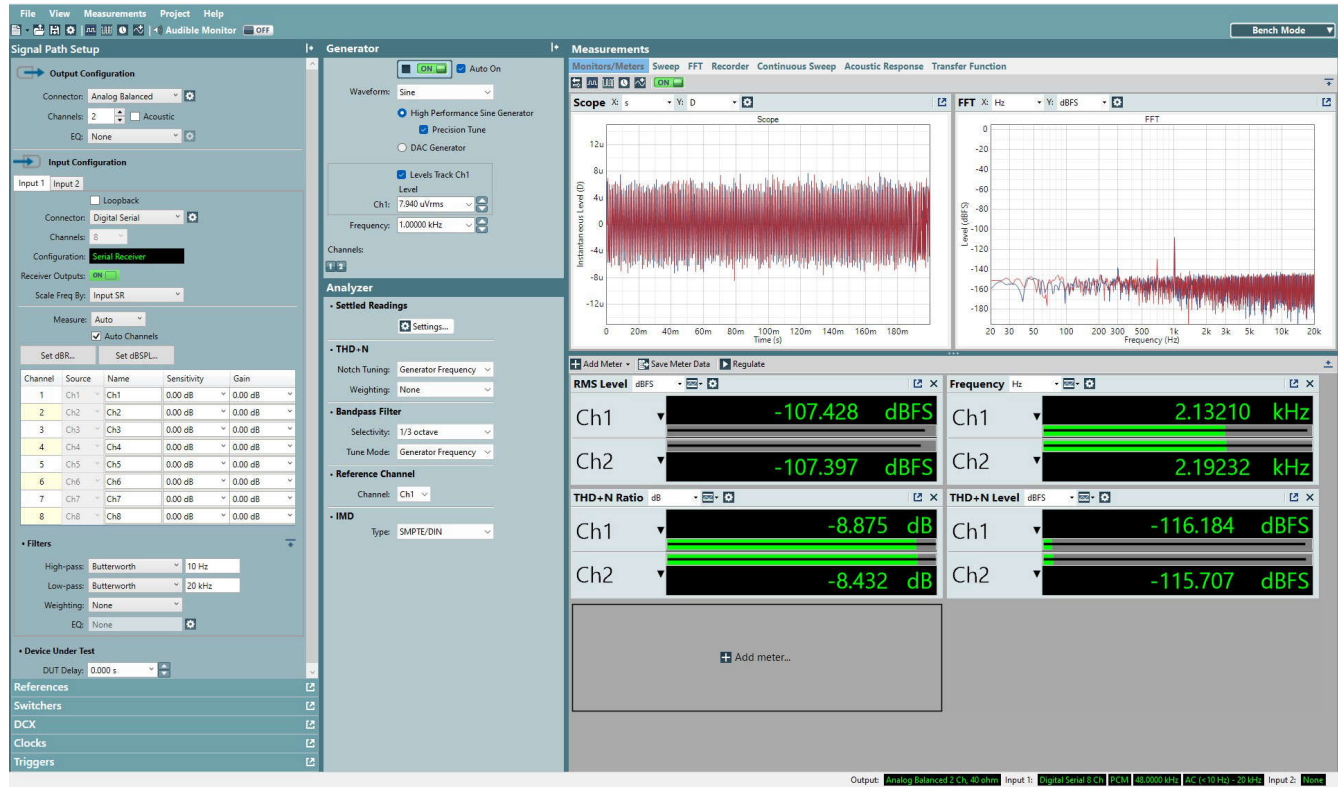 File View Measurements Project Help
Audible Monitor OFF
Bench Mode
Signal Path Setup
Output Configuration
Connector: Analog Balanced
Channels: 2 Acoustic
EQ: None
Input Configuration
Input 1 Input 2
Loopback
Connector: Digital Serial
Channels: 8
Configuration: Serial Receiver
Receiver Outputs: ON
Scale Freq By: Input SR
Measure: Auto
Auto Channels
Set dBR... Set dBSPL...
Channel Source Name Sensitivity Gain
1 Ch1 Ch1 0.00 dB 0.00 dB
2 Ch2 Ch2 0.00 dB 0.00 dB
3 Ch3 Ch3 0.00 dB 0.00 dB
4 Ch4 Ch4 0.00 dB 0.00 dB
5 Ch5 Ch5 0.00 dB 0.00 dB
6 Ch6 Ch6 0.00 dB 0.00 dB
7 Ch7 Ch7 0.00 dB 0.00 dB
8 Ch8 Ch8 0.00 dB 0.00 dB
• Filters
High-pass: Butterworth 10 Hz
Low-pass: Butterworth 20 kHz
Weighting: None
EQ: None
• Device Under Test
DUT Delay: 0.000 s
References
Switchers
DCX
Clocks
Triggers
Generator
ON Auto On
Waveform: Sine
High Performance Sine Generator
Precision Tune
DAC Generator
Levels Track Ch1
Level
Ch1: 7.940 uVrms
Frequency: 1.00000 kHz
Channels:
1 2
Analyzer
• Settled Readings
Settings...
• THD+N
Notch Tuning: Generator Frequency
Weighting: None
• Bandpass Filter
Selectivity: 1/3 octave
Tune Mode: Generator Frequency
• Reference Channel
Channel: Ch1
• IMD
Type: SMPTE/DIN
Measurements
Monitors/Meters Sweep FFT Recorder Continuous Sweep Acoustic Response Transfer Function
ON
Scope X: s Y: D
Scope
12u
8u
4u
0
-4u
-8u
-12u
Instantaneous Level (D)
0 20m 40m 60m 80m 100m 120m 140m 160m 180m
Time (s)
FFT X: Hz Y: dBFS
FFT
0
-20
-40
-60
-80
-100
-120
-140
-160
-180
Level (dBFS)
20 30 50 100 200 300 500 1k 2k 3k 5k 10k 20k
Frequency (Hz)
Add Meter Save Meter Data Regulate
RMS Level dBFS
Ch1 -107.428 dBFS
Ch2 -107.397 dBFS
Frequency Hz
Ch1 2.13210 kHz
Ch2 2.19232 kHz
THD+N Ratio dB
Ch1 -8.875 dB
Ch2 -8.432 dB
THD+N Level dBFS
Ch1 -116.184 dBFS
Ch2 -115.707 dBFS
Add meter...
Output: Analog Balanced 2 Ch, 40 ohm Input 1: Digital Serial 8 Ch PCM 48.0000 kHz AC (<10 Hz) - 20 kHz Input 2: None